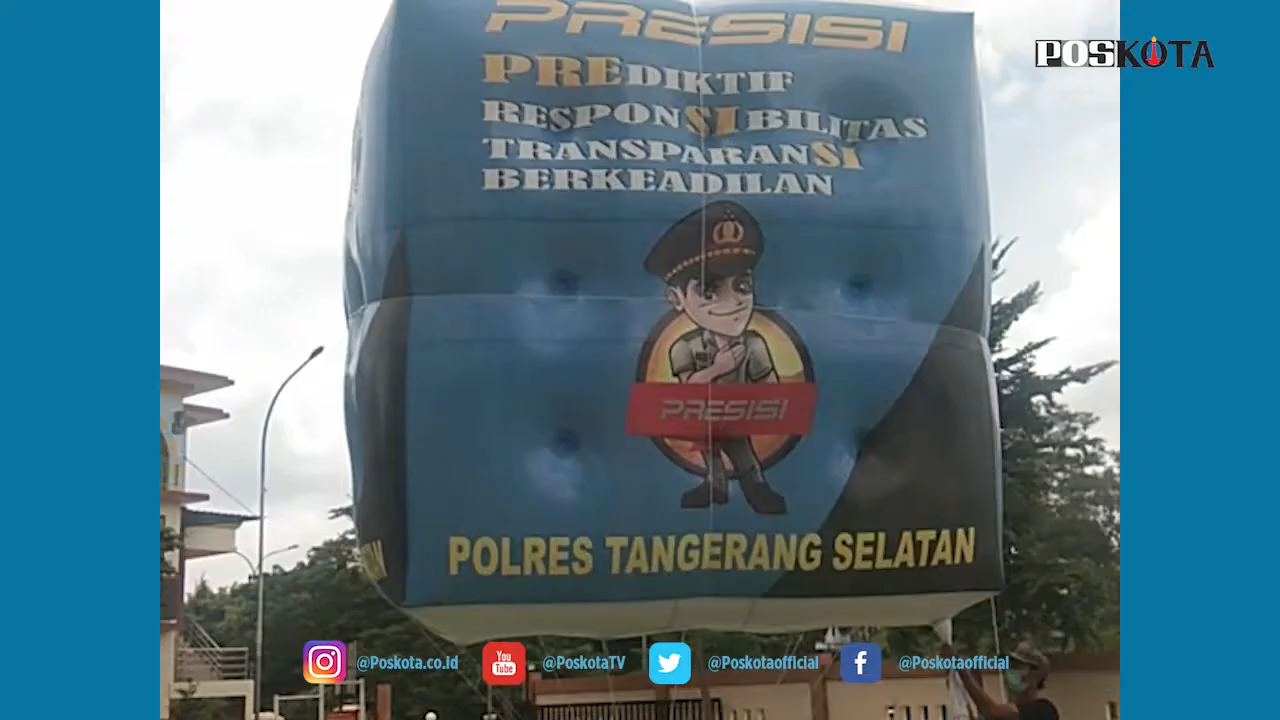 PRESISI
POSKOTA
PREDIKTIF
RESPONSIBILITAS
TRANSPARANSI
BERKEADILAN
PRESISI
POLRES TANGERANG SELATAN
@Poskota.co.id
You Tube
@PoskotaTV
@Poskotaofficial
@Poskotaofficial